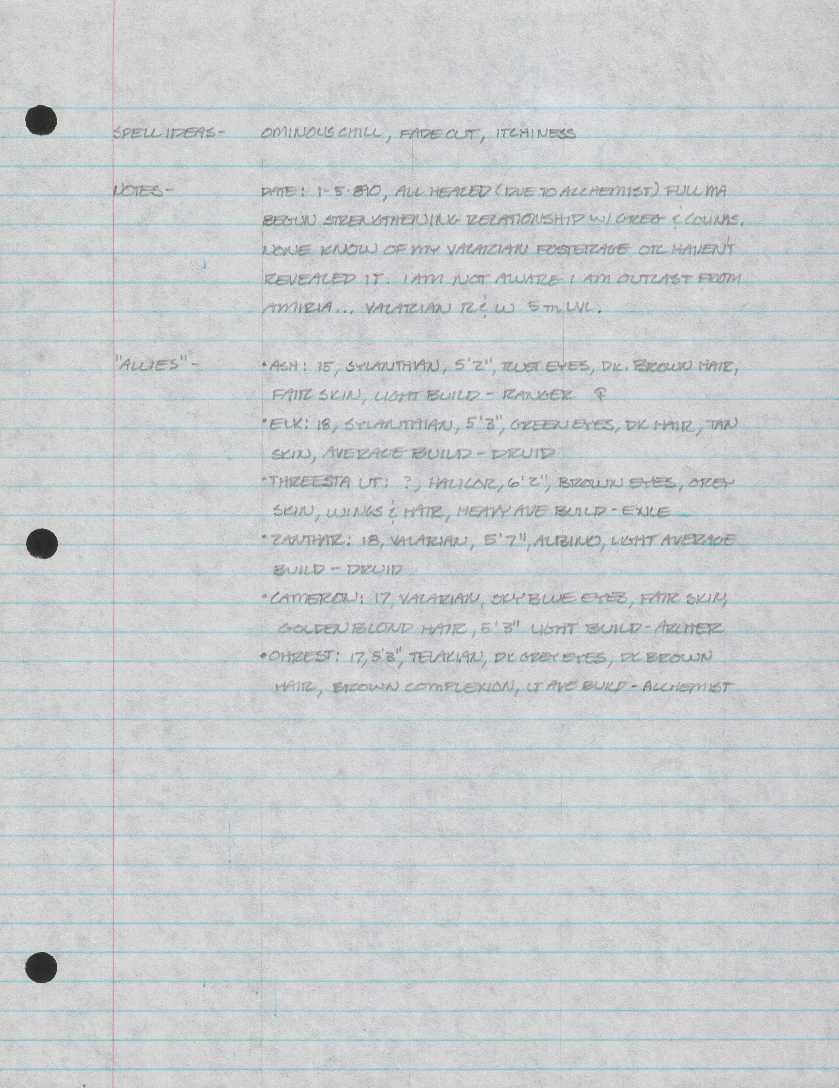 SPELL IDEAS- OMINOUS CHILL, FADE OUT, ITCHINESS
NOTES- DATE: 1-5-890, ALL HEALED (DUE TO ALLCHEMIST) FULL MA
BEGUN STRENGTHENING RELATIONSHIP W/ GREG & COLINAS.
NONE KNOW OF MY VALARIAN FOSTERAGE OR HAVEN'T
REVEALED IT. I AM NOT AWARE I AM OUTCAST FROM
AMIRIA... VALARIAN R & W 5TH LVL.
"ALLIES"- •ASH: 15, SYLANTHIAN, 5'2", RUST EYES, DK. BROWN HAIR,
FAIR SKIN, LIGHT BUILD - RANGER ♀
•ELK: 18, SYLANTHIAN, 5'3", GREEN EYES, DK HAIR, TAN
SKIN, AVERAGE BUILD - DRUID
•THREESTA UT: ?, HALICOR, 6'2", BROWN EYES, GREY
SKIN, WINGS & HAIR, HEAVY AVE BUILD - EXILE
•ZANTHAR: 18, VALARIAN, 5'7", ALBINO, LIGHT AVERAGE
BUILD - DRUID
•CAMERON: 17, VALARIAN, SKY BLUE EYES, FAIR SKIN,
GOLDEN BLOND HAIR, 5'3" LIGHT BUILD - ARCHER
•OHREST: 17, 5'8", TELAKIAN, DK GREY EYES, DK BROWN
HAIR, BROWN COMPLEXION, LT AVE BUILD - ALLCHEMIST